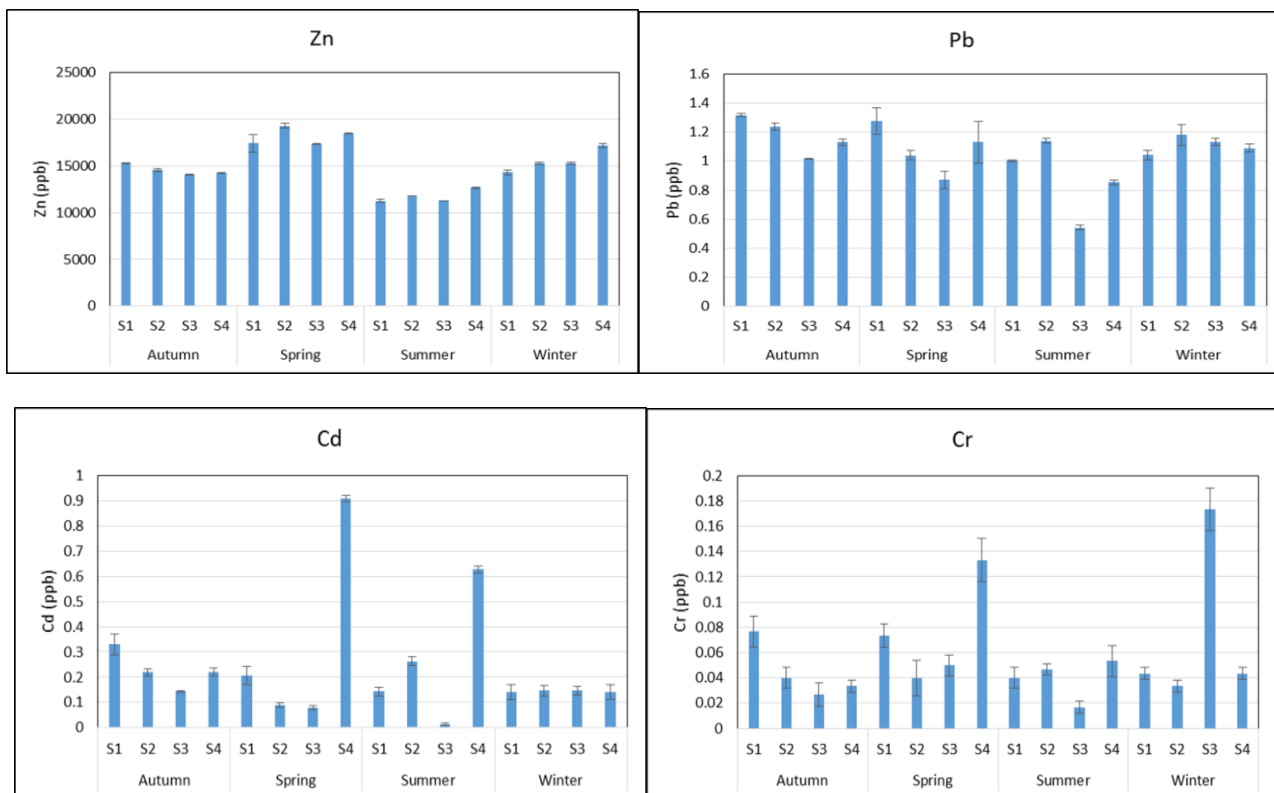 Zn
Zn (ppb)
25000
20000
15000
10000
5000
0
S1 S2 S3 S4 S1 S2 S3 S4 S1 S2 S3 S4 S1 S2 S3 S4
Autumn Spring Summer Winter
Pb
Pb (ppb)
1.6
1.4
1.2
1
0.8
0.6
0.4
0.2
0
S1 S2 S3 S4 S1 S2 S3 S4 S1 S2 S3 S4 S1 S2 S3 S4
Autumn Spring Summer Winter
Cd
Cd (ppb)
1
0.9
0.8
0.7
0.6
0.5
0.4
0.3
0.2
0.1
0
S1 S2 S3 S4 S1 S2 S3 S4 S1 S2 S3 S4 S1 S2 S3 S4
Autumn Spring Summer Winter
Cr
Cr (ppb)
0.2
0.18
0.16
0.14
0.12
0.1
0.08
0.06
0.04
0.02
0
S1 S2 S3 S4 S1 S2 S3 S4 S1 S2 S3 S4 S1 S2 S3 S4
Autumn Spring Summer Winter